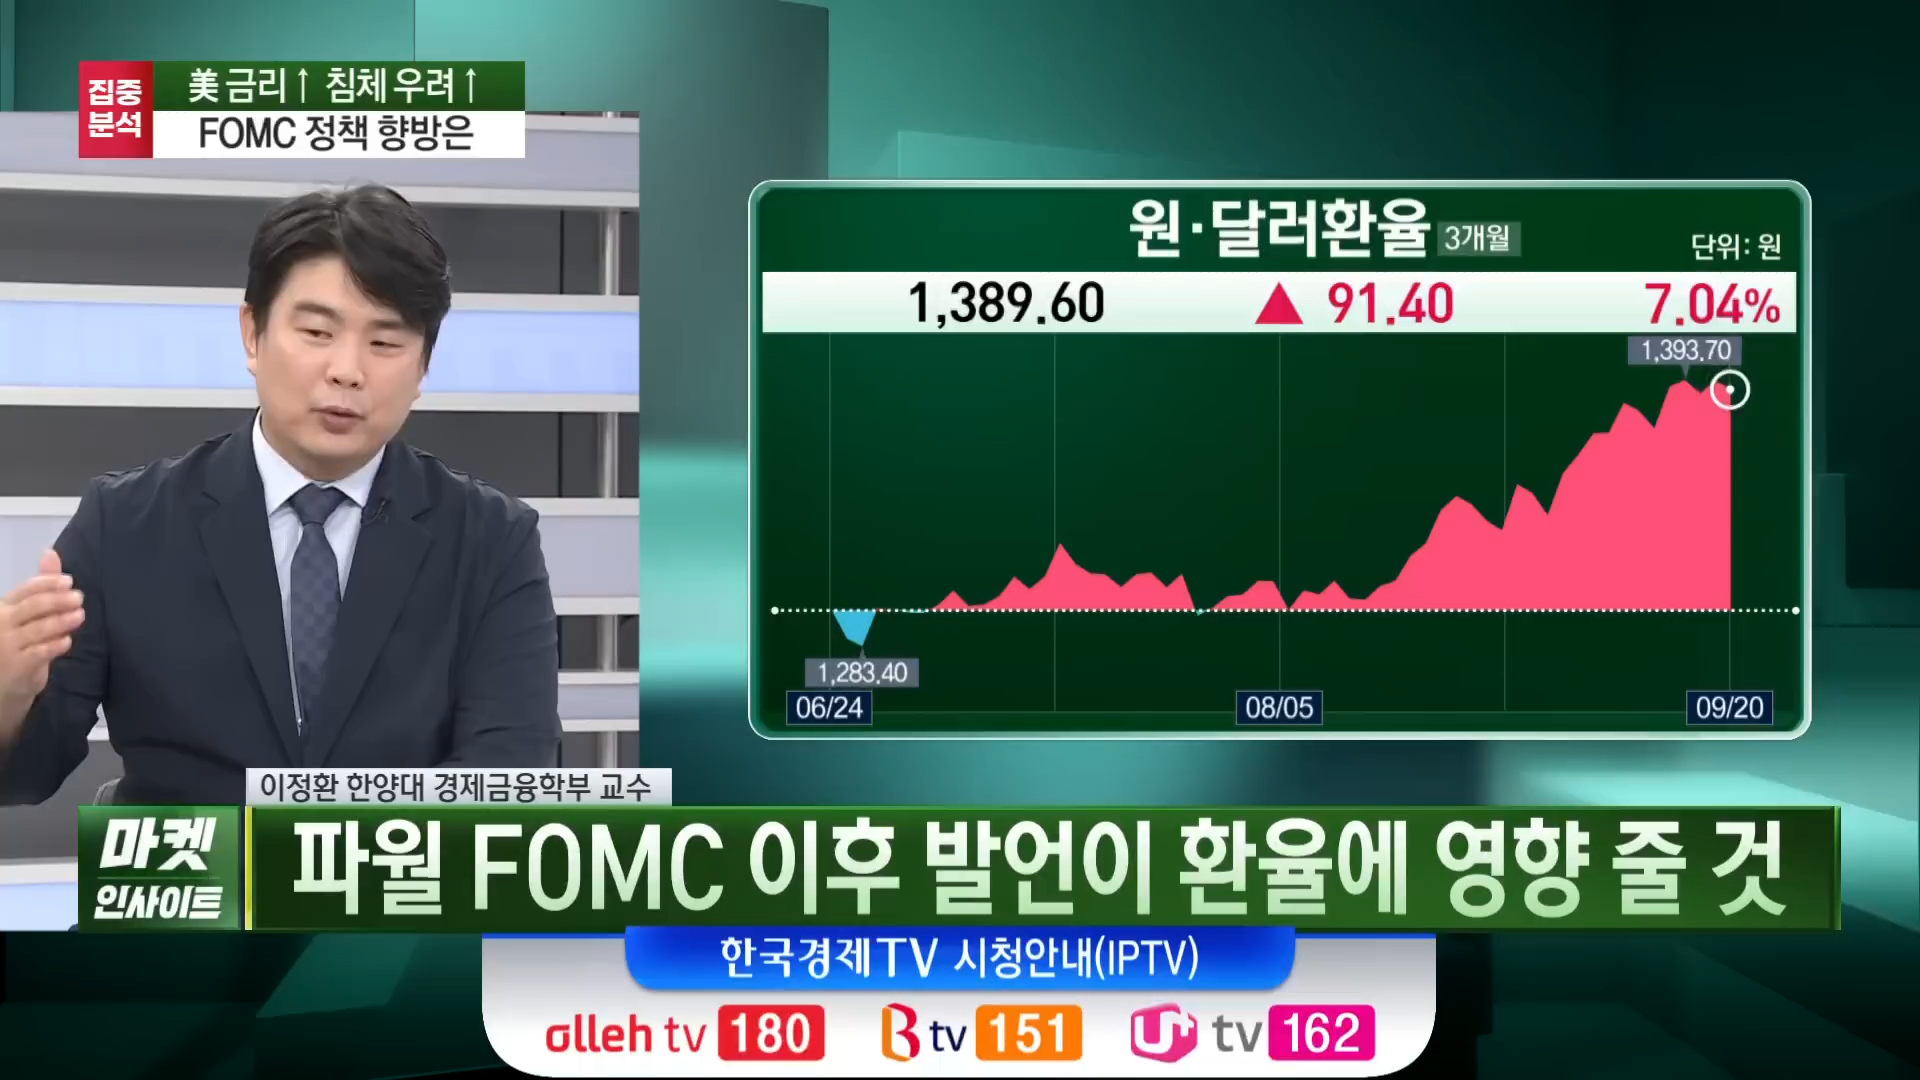 집중
분석
美 금리↑ 침체 우려↑
FOMC 정책 향방은
원·달러환율 3개월
단위: 원
1,389.60 ▲ 91.40 7.04%
1,393.70
1,283.40
06/24 08/05 09/20
이정환 한양대 경제금융학부 교수
마켓
인사이트
파월 FOMC 이후 발언이 환율에 영향 줄 것
한국경제TV 시청안내(IPTV)
olleh tv 180 B tv 151 U+ tv 162